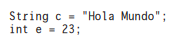 String c = "Hola Mundo";
int e = 23;